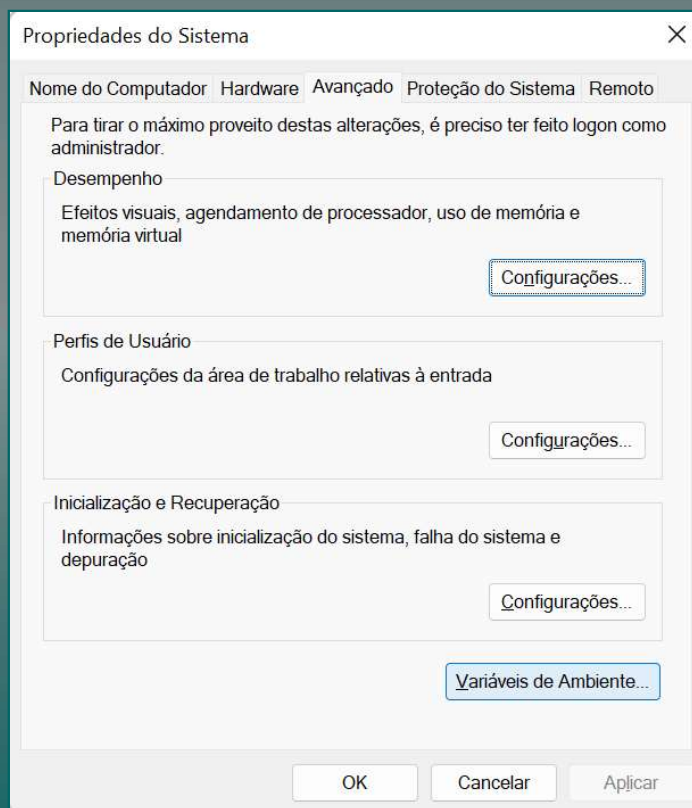 Propriedades do Sistema
Nome do Computador Hardware Avançado Proteção do Sistema Remoto
Para tirar o máximo proveito destas alterações, é preciso ter feito logon como
administrador.
Desempenho
Efeitos visuais, agendamento de processador, uso de memória e
memória virtual
Configurações...
Perfis de Usuário
Configurações da área de trabalho relativas à entrada
Configurações...
Inicialização e Recuperação
Informações sobre inicialização do sistema, falha do sistema e
depuração
Configurações...
Variáveis de Ambiente...
OK Cancelar Aplicar